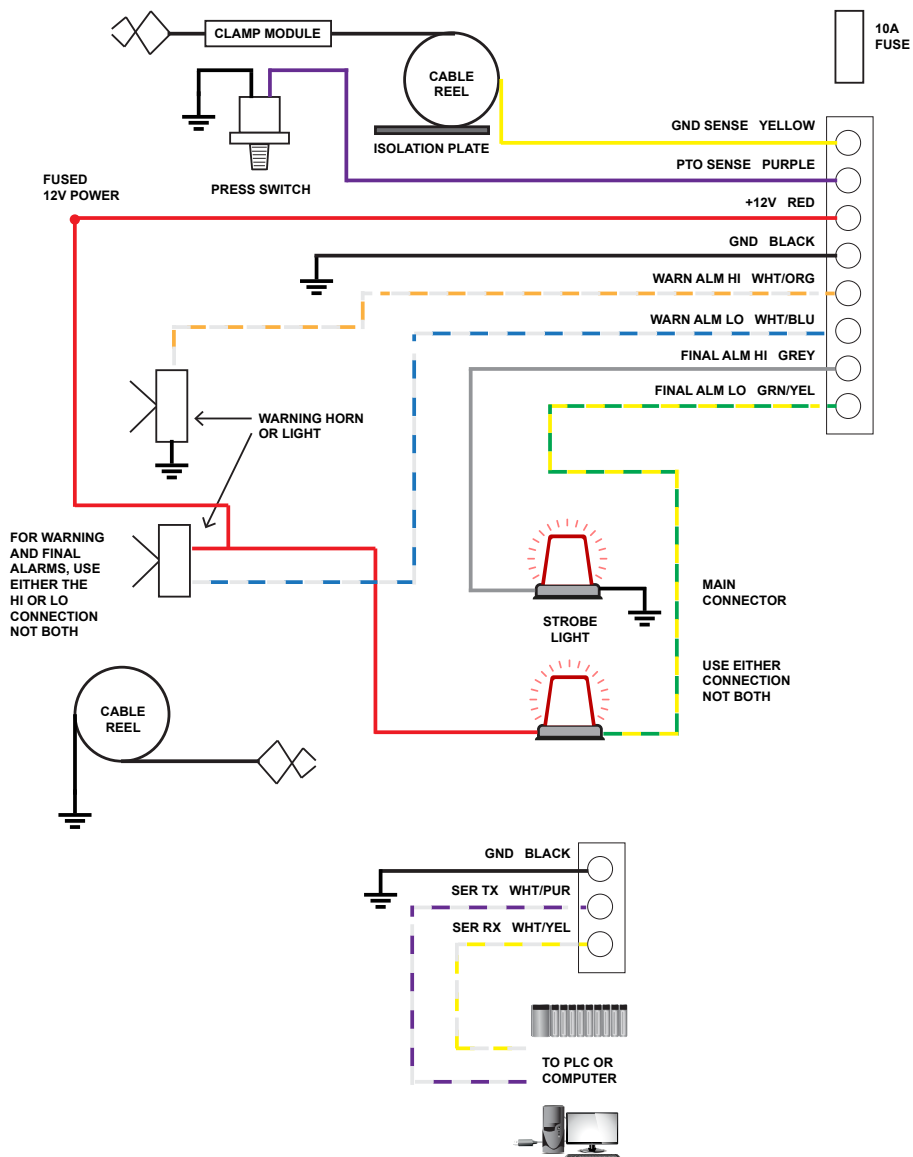 CLAMP MODULE
10A
FUSE
CABLE
REEL
ISOLATION PLATE
GND SENSE YELLOW
PRESS SWITCH
PTO SENSE PURPLE
FUSED
12V POWER
+12V RED
GND BLACK
WARN ALM HI WHT/ORG
WARN ALM LO WHT/BLU
FINAL ALM HI GREY
FINAL ALM LO GRN/YEL
WARNING HORN
OR LIGHT
FOR WARNING
AND FINAL
ALARMS, USE
EITHER THE
HI OR LO
CONNECTION
NOT BOTH
STROBE
LIGHT
MAIN
CONNECTOR
USE EITHER
CONNECTION
NOT BOTH
CABLE
REEL
GND BLACK
SER TX WHT/PUR
SER RX WHT/YEL
TO PLC OR
COMPUTER